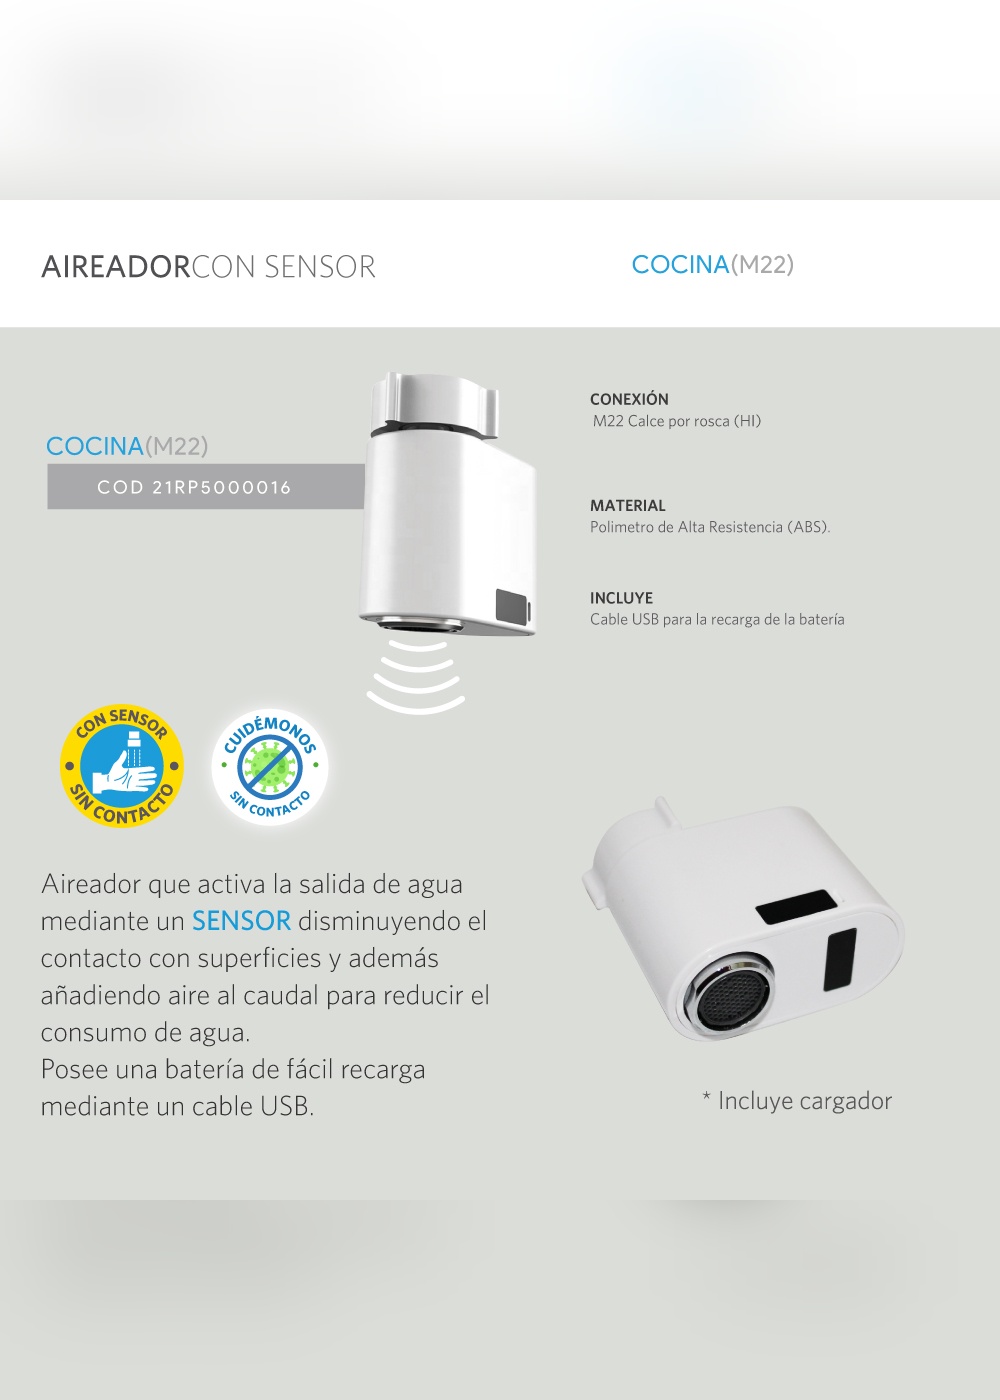 AIREADORCON SENSOR
COCINA(M22)
COCINA(M22)
COD 21RP5000016
CONEXIÓN
M22 Calce por rosca (HI)
MATERIAL
Polimetro de Alta Resistencia (ABS).
INCLUYE
Cable USB para la recarga de la batería
CON SENSOR
SIN CONTACTO
CUIDÉMONOS
SIN CONTACTO
Aireador que activa la salida de agua
mediante un SENSOR disminuyendo el
contacto con superficies y además
añadiendo aire al caudal para reducir el
consumo de agua.
Posee una batería de fácil recarga
mediante un cable USB.
* Incluye cargador